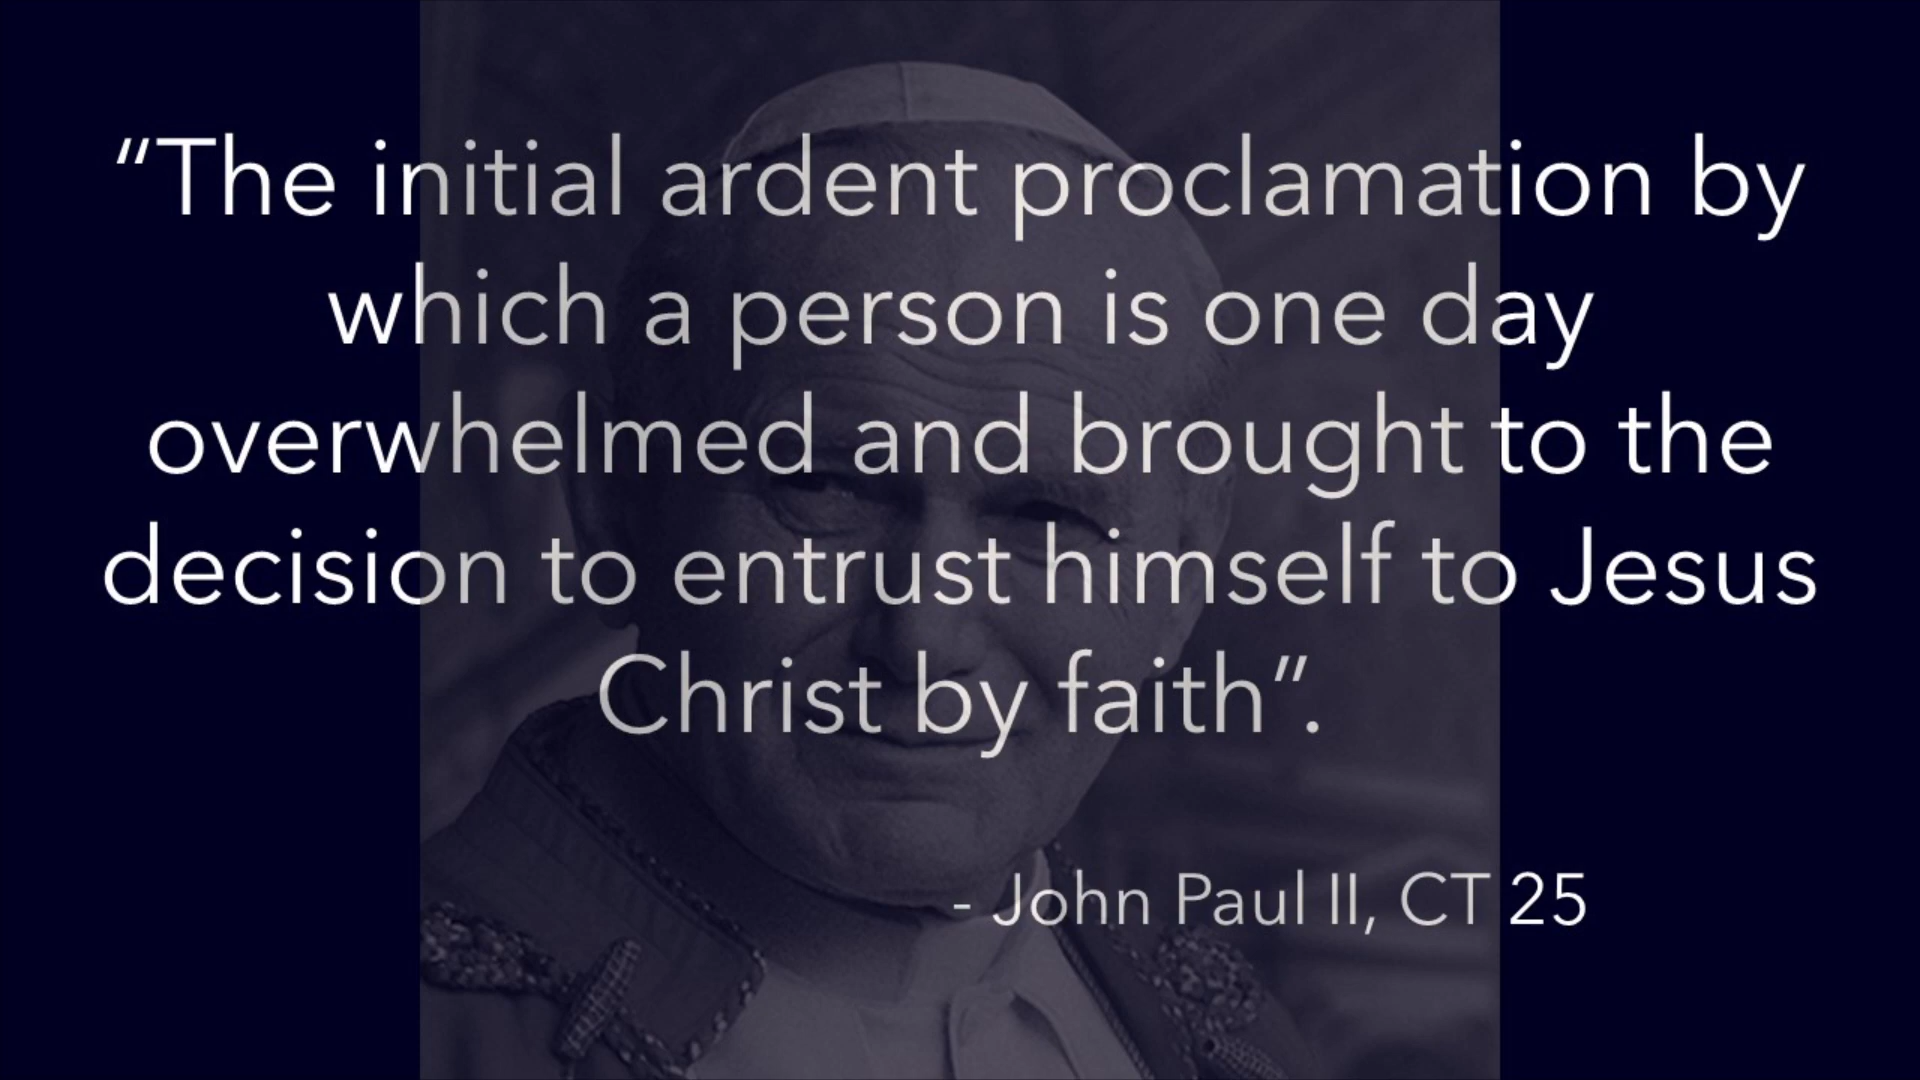 “The initial ardent proclamation by
which a person is one day
overwhelmed and brought to the
decision to entrust himself to Jesus
Christ by faith”.
- John Paul II, CT 25